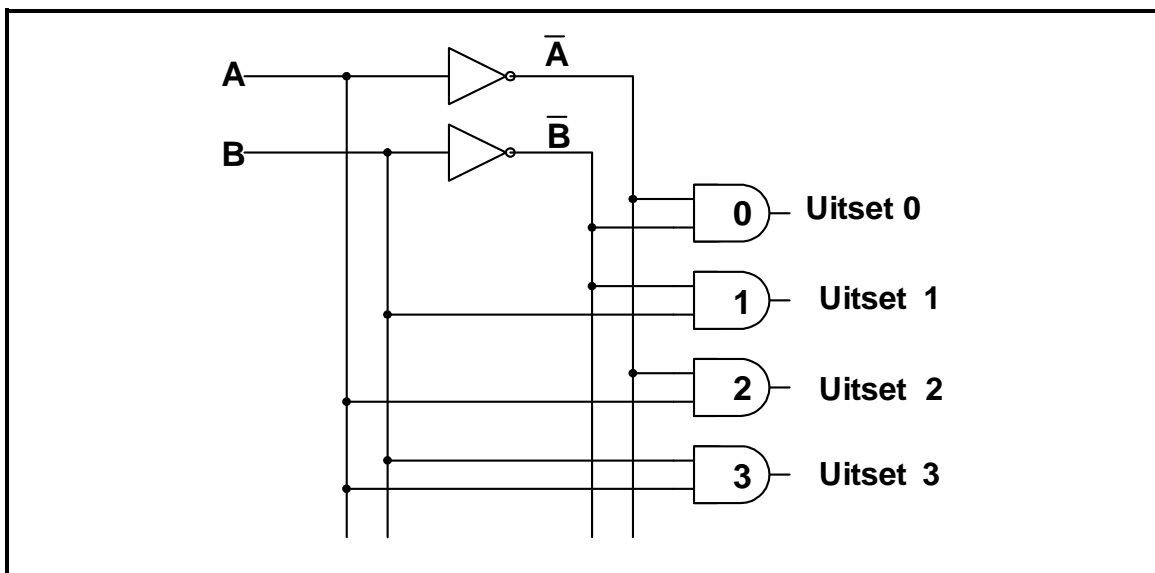 A̅
A
B̅
B
0 Uitset 0
1 Uitset 1
2 Uitset 2
3 Uitset 3